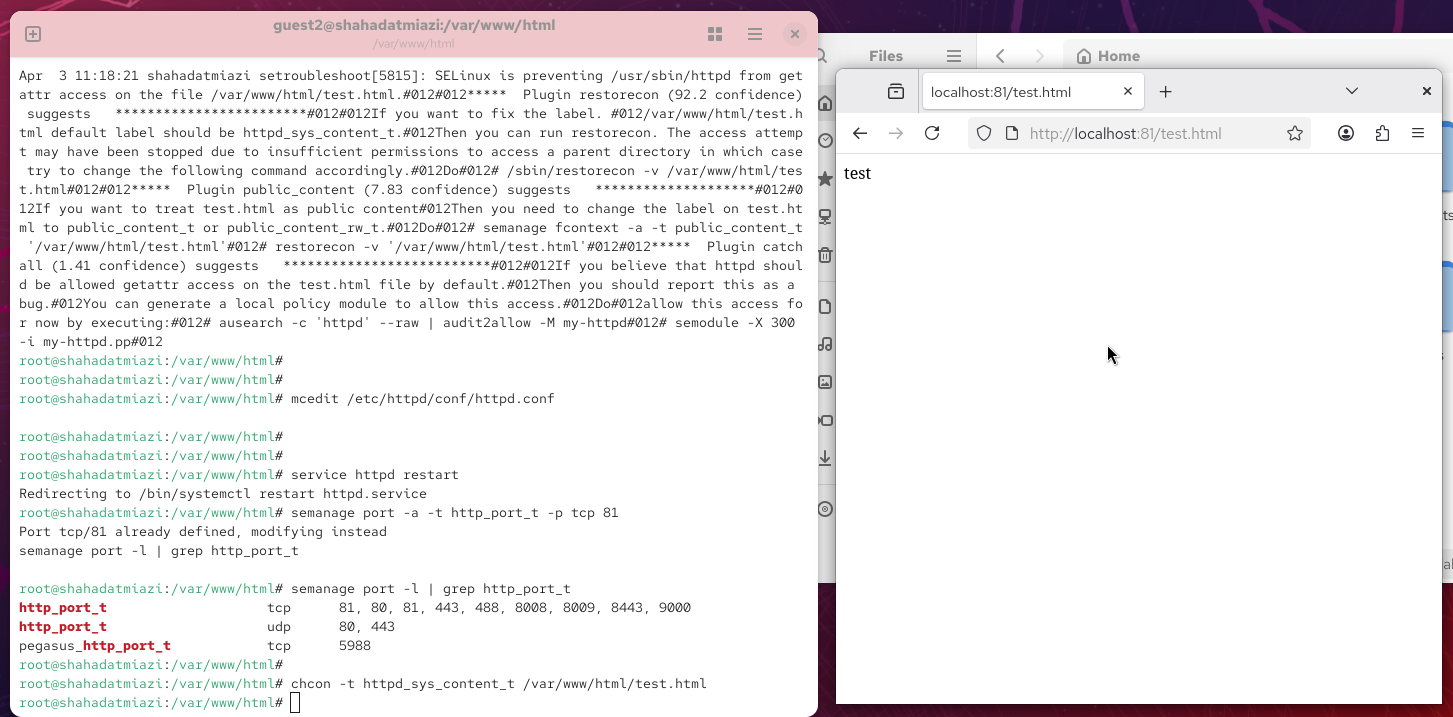 guest2@shahadatmiazi:/var/www/html
/var/www/html
Apr  3 11:18:21 shahadatmiazi setroubleshoot[5815]: SELinux is preventing /usr/sbin/httpd from get
attr access on the file /var/www/html/test.html.#012#012*****  Plugin restorecon (92.2 confidence)
 suggests   ************************#012#012If you want to fix the label. #012/var/www/html/test.h
tml default label should be httpd_sys_content_t.#012Then you can run restorecon. The access attemp
t may have been stopped due to insufficient permissions to access a parent directory in which case
 try to change the following command accordingly.#012Do#012# /sbin/restorecon -v /var/www/html/tes
t.html#012#012*****  Plugin public_content (7.83 confidence) suggests   ********************#012#0
12If you want to treat test.html as public content#012Then you need to change the label on test.ht
ml to public_content_t or public_content_rw_t.#012Do#012# semanage fcontext -a -t public_content_t
 '/var/www/html/test.html'#012# restorecon -v '/var/www/html/test.html'#012#012*****  Plugin catch
all (1.41 confidence) suggests   **************************#012#012If you believe that httpd shoul
d be allowed getattr access on the test.html file by default.#012Then you should report this as a
bug.#012You can generate a local policy module to allow this access.#012Do#012allow this access fo
r now by executing:#012# ausearch -c 'httpd' --raw | audit2allow -M my-httpd#012# semodule -X 300
-i my-httpd.pp#012
root@shahadatmiazi:/var/www/html#
root@shahadatmiazi:/var/www/html#
root@shahadatmiazi:/var/www/html# mcedit /etc/httpd/conf/httpd.conf
root@shahadatmiazi:/var/www/html#
root@shahadatmiazi:/var/www/html#
root@shahadatmiazi:/var/www/html# service httpd restart
Redirecting to /bin/systemctl restart httpd.service
root@shahadatmiazi:/var/www/html# semanage port -a -t http_port_t -p tcp 81
Port tcp/81 already defined, modifying instead
semanage port -l | grep http_port_t
root@shahadatmiazi:/var/www/html# semanage port -l | grep http_port_t
http_port_t                    tcp      81, 80, 81, 443, 488, 8008, 8009, 8443, 9000
http_port_t                    udp      80, 443
pegasus_http_port_t            tcp      5988
root@shahadatmiazi:/var/www/html#
root@shahadatmiazi:/var/www/html# chcon -t httpd_sys_content_t /var/www/html/test.html
root@shahadatmiazi:/var/www/html#
Files
Home
localhost:81/test.html
http://localhost:81/test.html
test